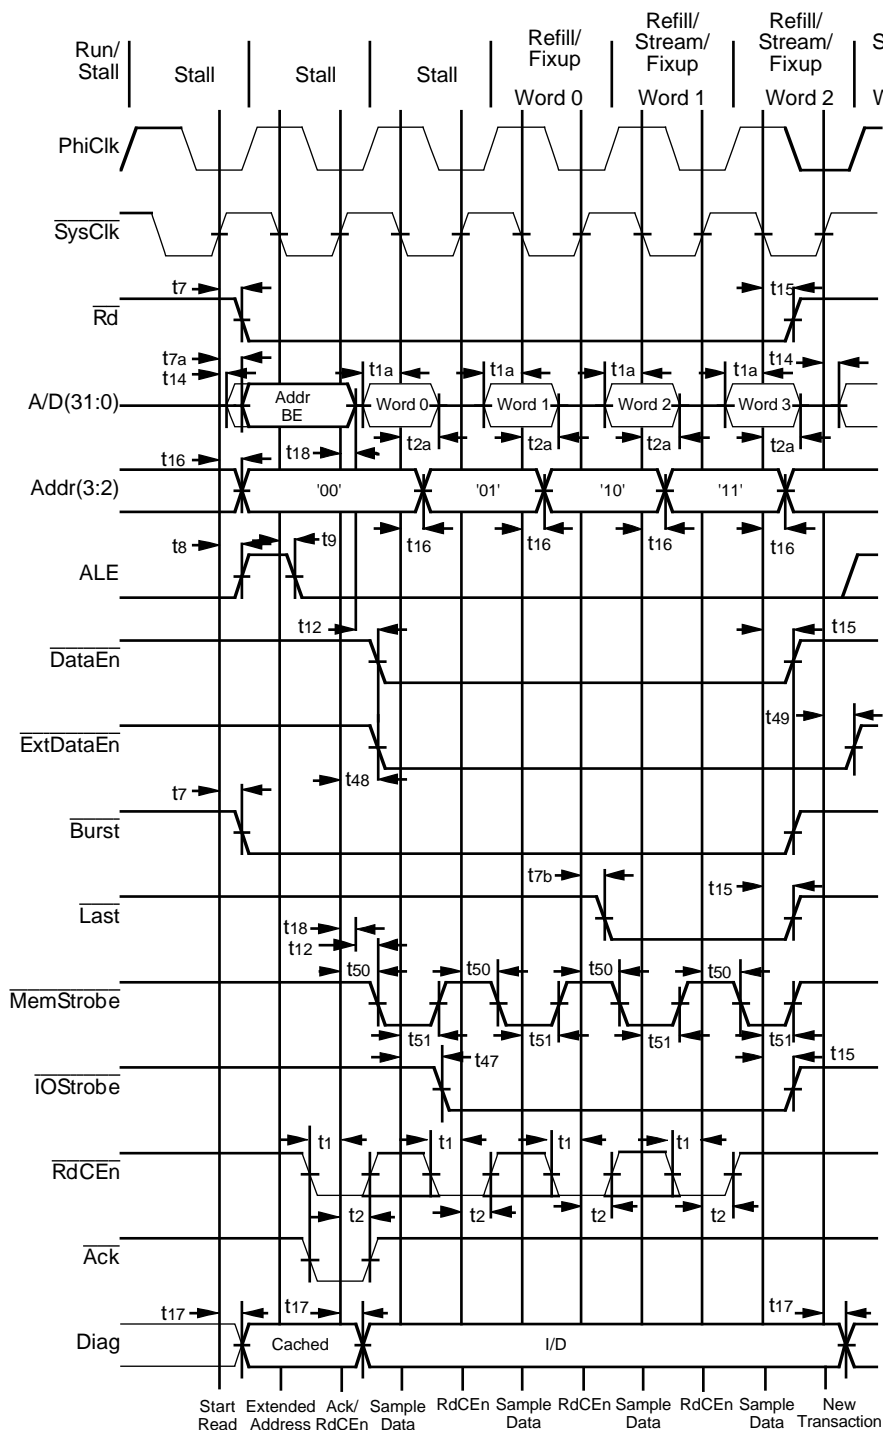 Run/
Stall
Stall
Stall
Stall
Refill/
Fixup
Word 0
Refill/
Stream/
Fixup
Word 1
Refill/
Stream/
Fixup
Word 2
S
PhiClk
SysClk
t7
t15
Rd
t7a
t14
t1a
t1a
t1a
t1a
t14
A/D(31:0)
Addr
BE
Word 0
Word 1
Word 2
Word 3
t18
t2a
t2a
t2a
t2a
t16
Addr(3:2)
'00'
'01'
'10'
'11'
t16
t16
t16
t16
t8
t9
ALE
t12
t15
DataEn
t49
ExtDataEn
t48
t7
Burst
t7b
t15
Last
t18
t12
t50
t50
t50
t50
MemStrobe
t51
t51
t51
t51
t47
t15
IOStrobe
t1
t1
t1
t1
RdCEn
t2
t2
t2
t2
Ack
t17
t17
t17
Diag
Cached
I/D
Start
Read
Extended
Address
Ack/
RdCEn
Sample
Data
RdCEn
Sample
Data
RdCEn
Sample
Data
RdCEn
Sample
Data
New
Transaction